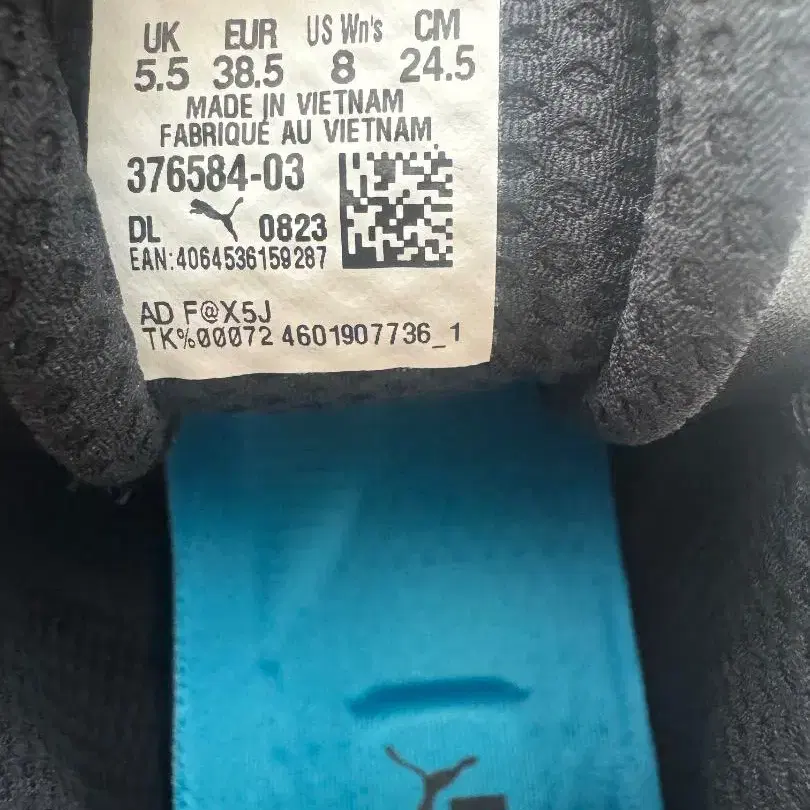 UK EUR US Wn's CM
5.5 38.5 8 24.5
MADE IN VIETNAM
FABRIQUÉ AU VIETNAM
376584-03
DL 0823
EAN:4064536159287
AD F@X5J
TK%00072 4601907736_1